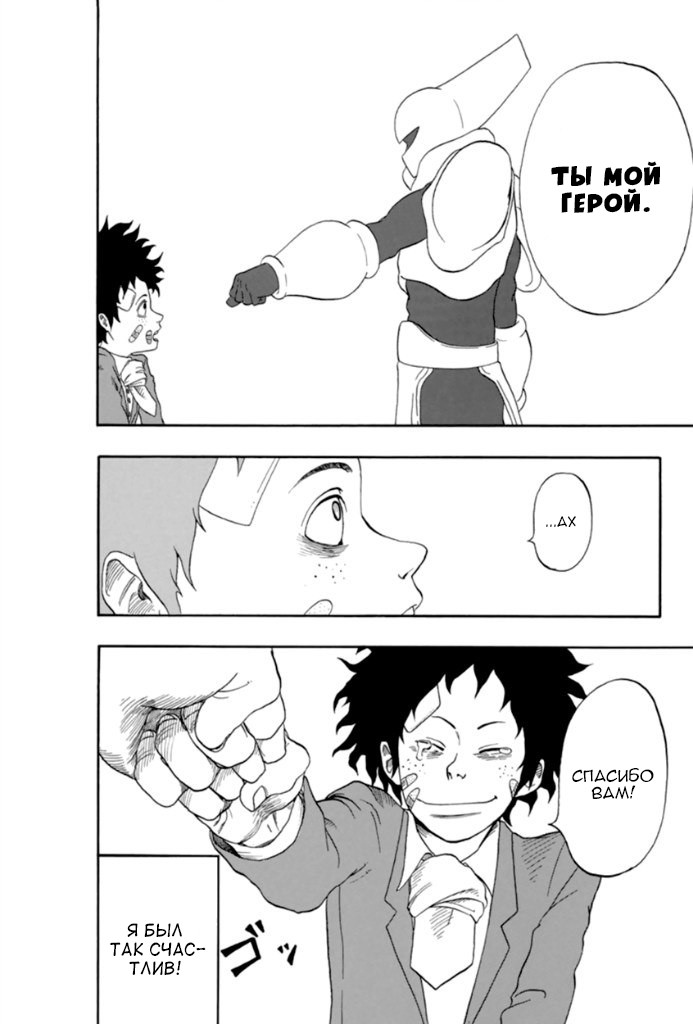 ТЫ МОЙ
ГЕРОЙ.
...АХ
СПАСИБО
ВАМ!
Я БЫЛ
ТАК СЧАС-
ТЛИВ!
ゴッ